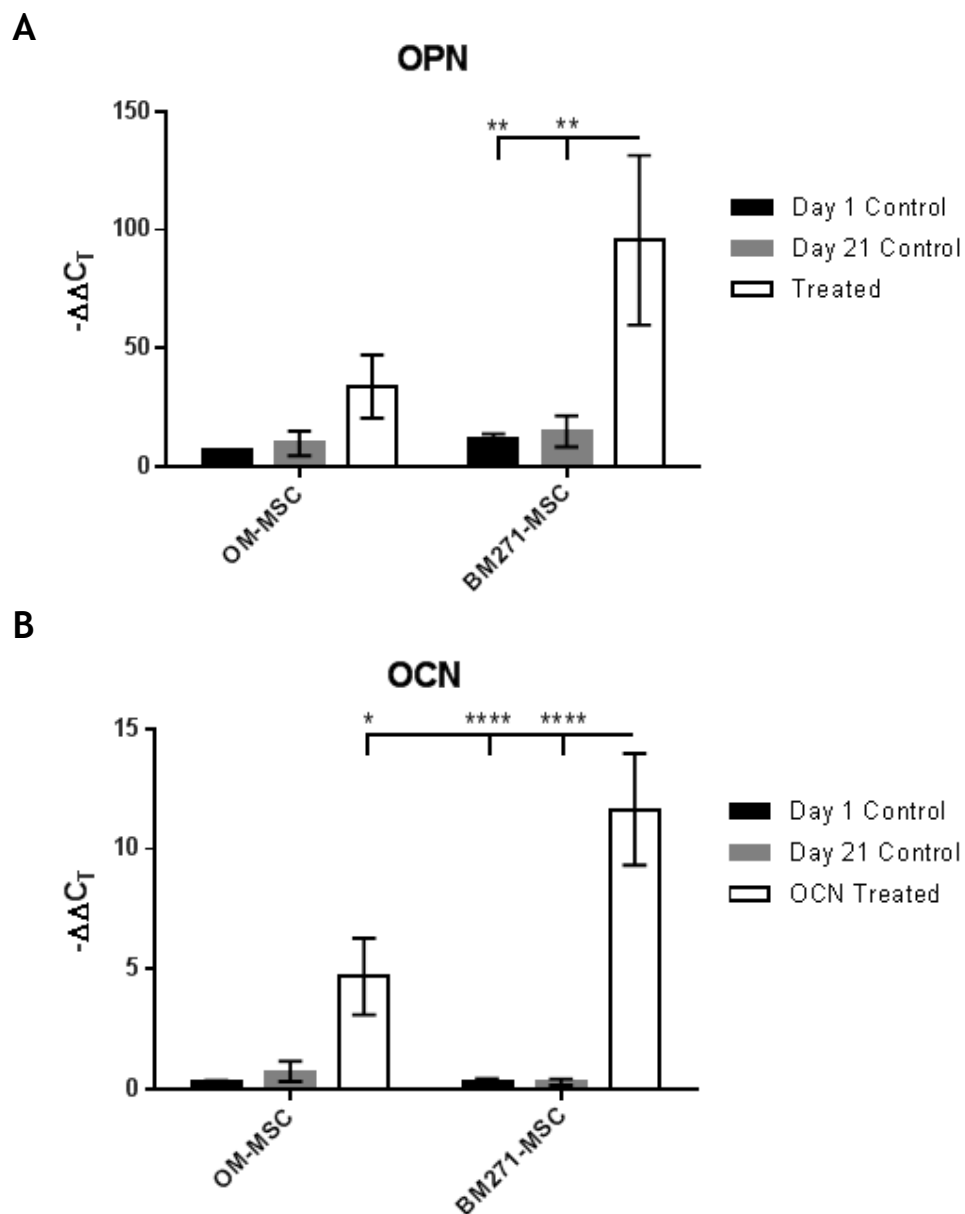 A
OPN
150
100
50
0
-ΔΔCT
** **
Day 1 Control
Day 21 Control
Treated
OM-MSC
BM271-MSC
B
OCN
15
10
5
0
-ΔΔCT
* **** ****
Day 1 Control
Day 21 Control
OCN Treated
OM-MSC
BM271-MSC